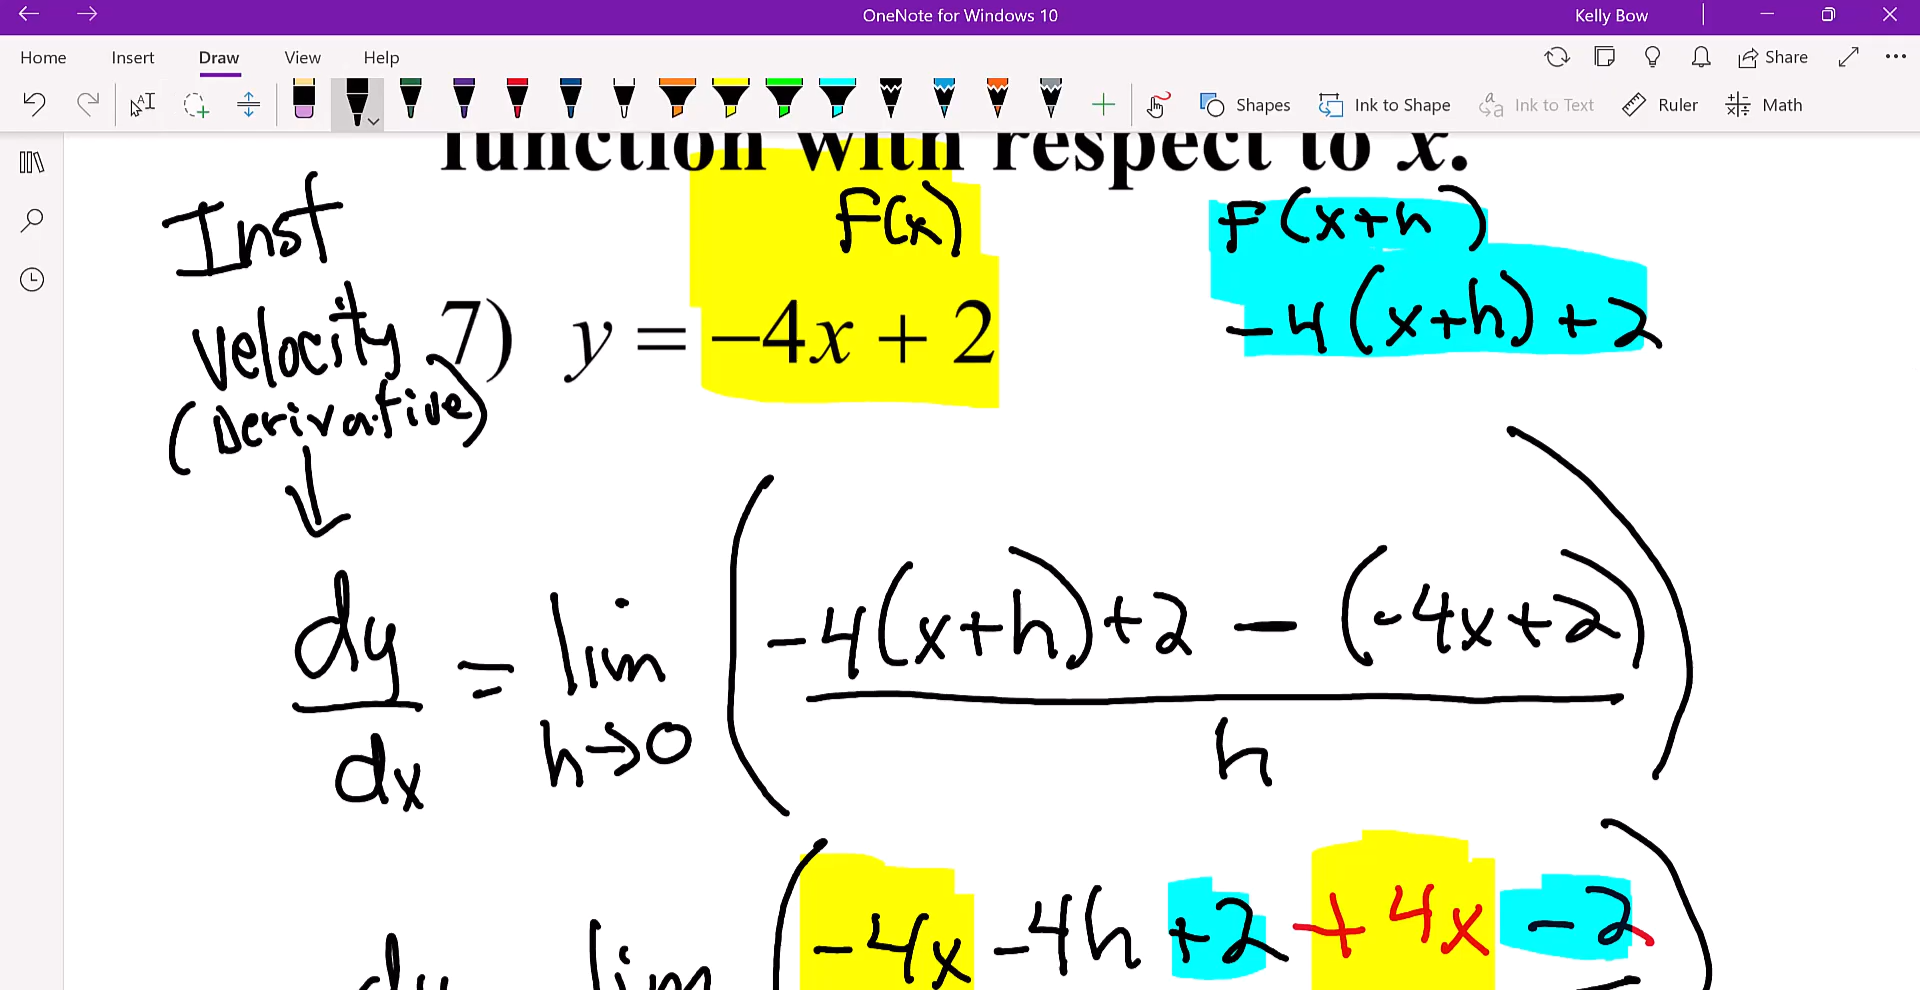 OneNote for Windows 10
Kelly Bow
Home Insert Draw View Help
Share
Shapes Ink to Shape Ink to Text Ruler Math
function with respect to x.
Inst
velocity
(Derivative)
F(x)
F(x+h)
7) y = −4x + 2
-4(x+h)+2
dy/dx = lim h→0 ( (-4(x+h)+2 - (-4x+2)) / h )
dy lim ( -4x -4h +2 +4x -2 )